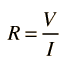 R = V/I